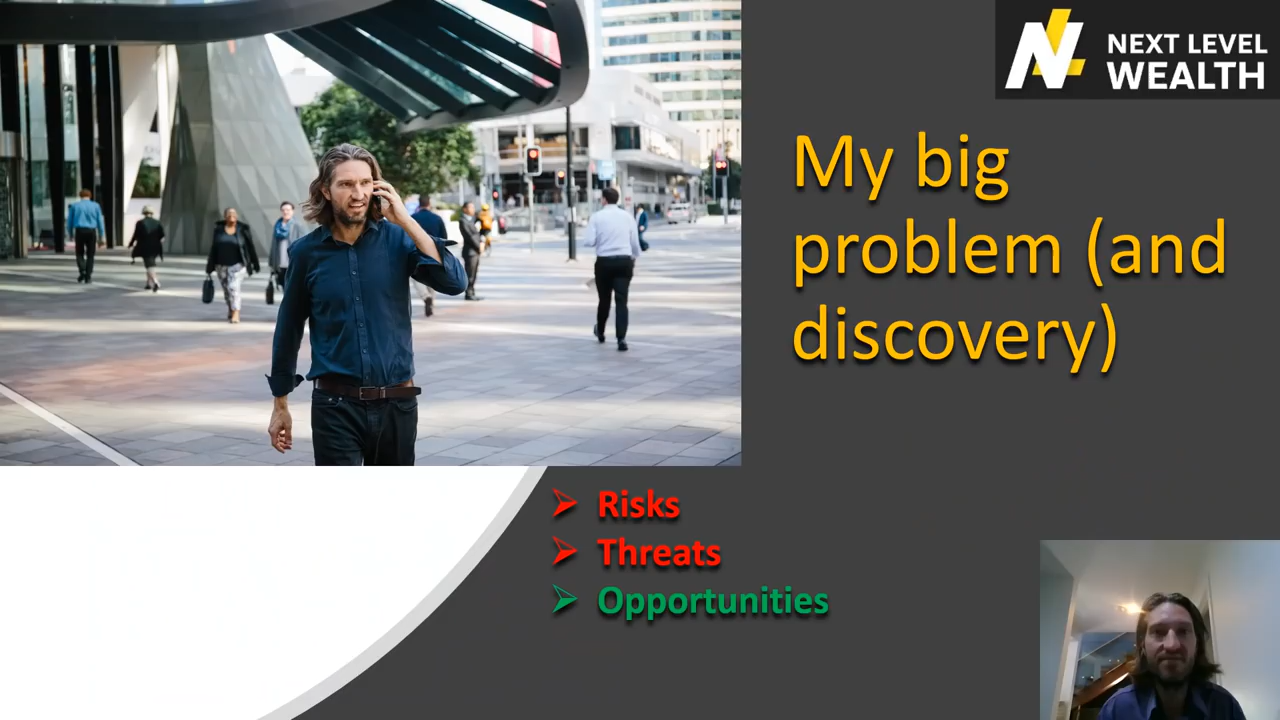 NEXT LEVEL
WEALTH
My big
problem (and
discovery)
Risks
Threats
Opportunities